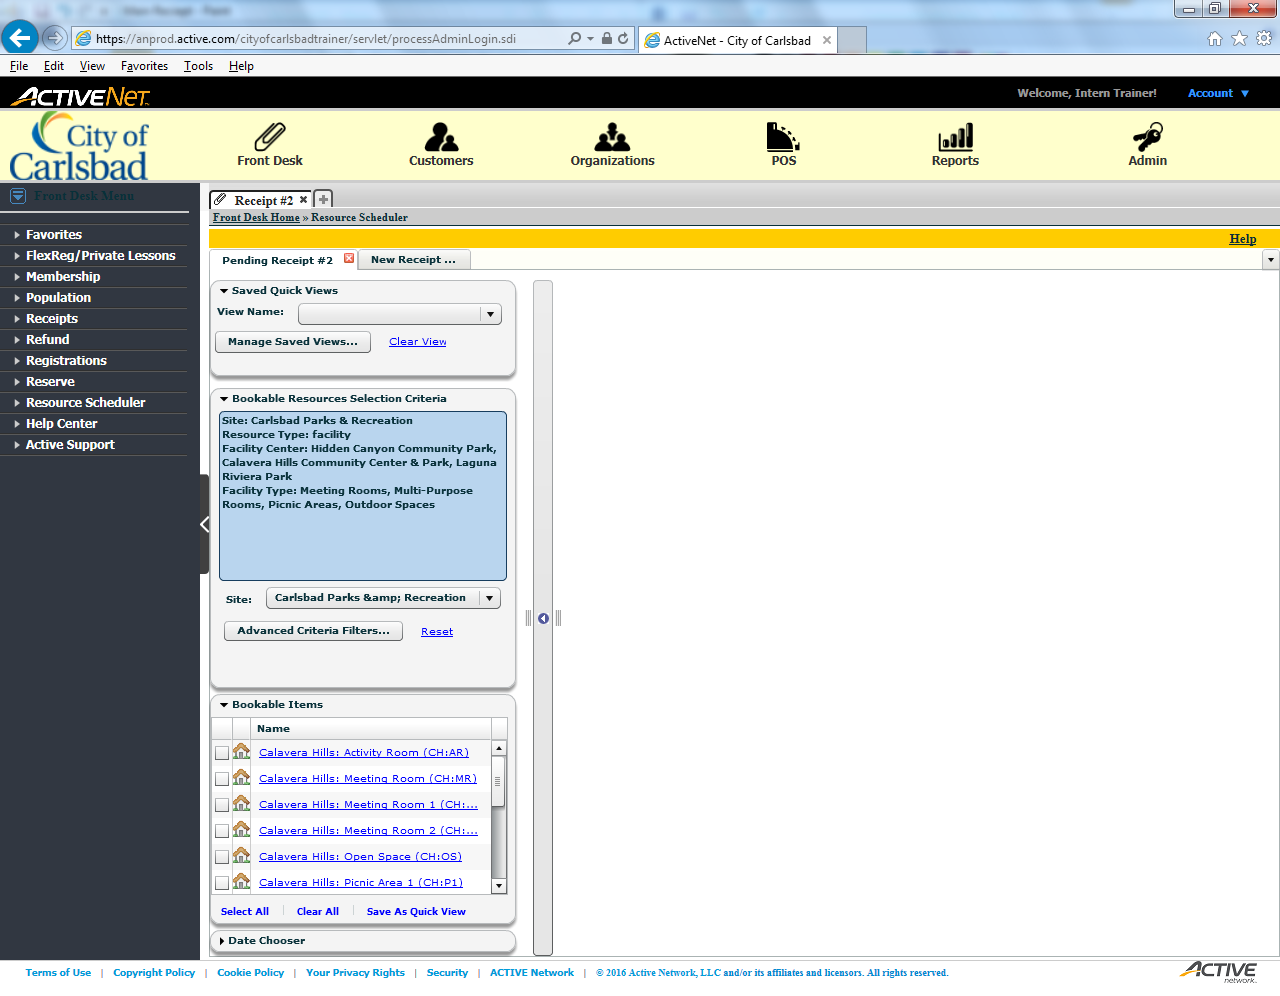 https://anprod.active.com/cityofcarlsbadtrainer/servlet/processAdminLogin.sdi
ActiveNet - City of Carlsbad
File Edit View Favorites Tools Help
ACTIVENET
Welcome, Intern Trainer! Account
City of
Carlsbad
Front Desk Customers Organizations POS Reports Admin
Front Desk Menu
Favorites
FlexReg/Private Lessons
Membership
Population
Receipts
Refund
Registrations
Reserve
Resource Scheduler
Help Center
Active Support
Receipt #2
Front Desk Home » Resource Scheduler
Help
Pending Receipt #2 New Receipt ...
Saved Quick Views
View Name:
Manage Saved Views... Clear View
Bookable Resources Selection Criteria
Site: Carlsbad Parks & Recreation
Resource Type: facility
Facility Center: Hidden Canyon Community Park,
Calavera Hills Community Center & Park, Laguna
Riviera Park
Facility Type: Meeting Rooms, Multi-Purpose
Rooms, Picnic Areas, Outdoor Spaces
Site: Carlsbad Parks &amp; Recreation
Advanced Criteria Filters... Reset
Bookable Items
Name
Calavera Hills: Activity Room (CH:AR)
Calavera Hills: Meeting Room (CH:MR)
Calavera Hills: Meeting Room 1 (CH:...
Calavera Hills: Meeting Room 2 (CH:...
Calavera Hills: Open Space (CH:OS)
Calavera Hills: Picnic Area 1 (CH:P1)
Select All Clear All Save As Quick View
Date Chooser
Terms of Use | Copyright Policy | Cookie Policy | Your Privacy Rights | Security | ACTIVE Network | © 2016 Active Network, LLC and/or its affiliates and licensors. All rights reserved.
ACTIVE
network